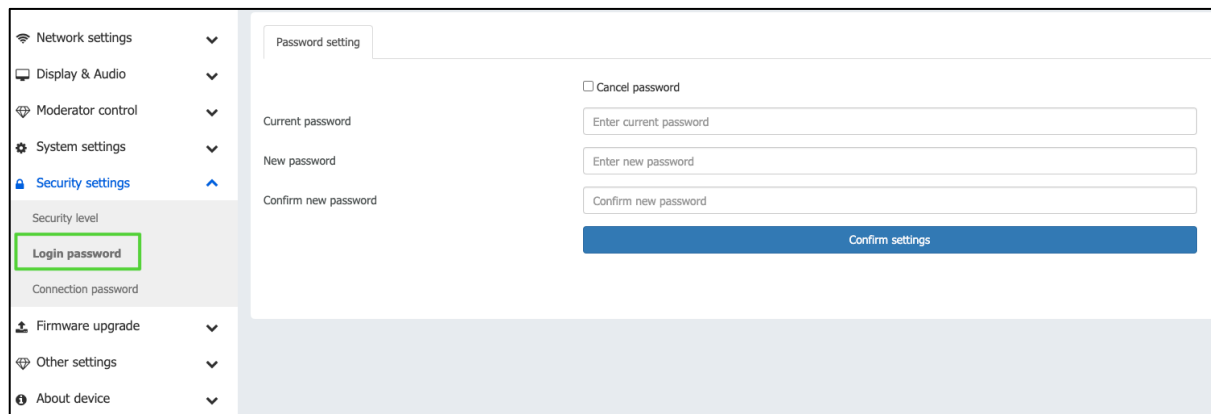 Network settings
Display & Audio
Moderator control
System settings
Security settings
Security level
Login password
Connection password
Firmware upgrade
Other settings
About device
Password setting
Cancel password
Current password
Enter current password
New password
Enter new password
Confirm new password
Confirm new password
Confirm settings